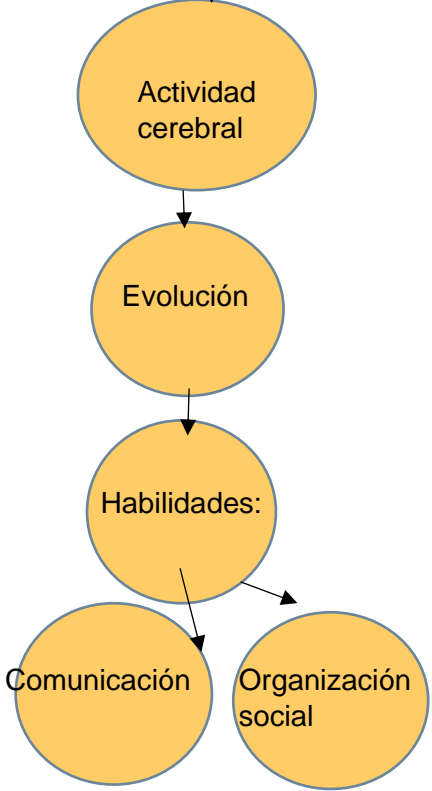 Actividad
cerebral
Evolución
Habilidades:
Comunicación
Organización
social